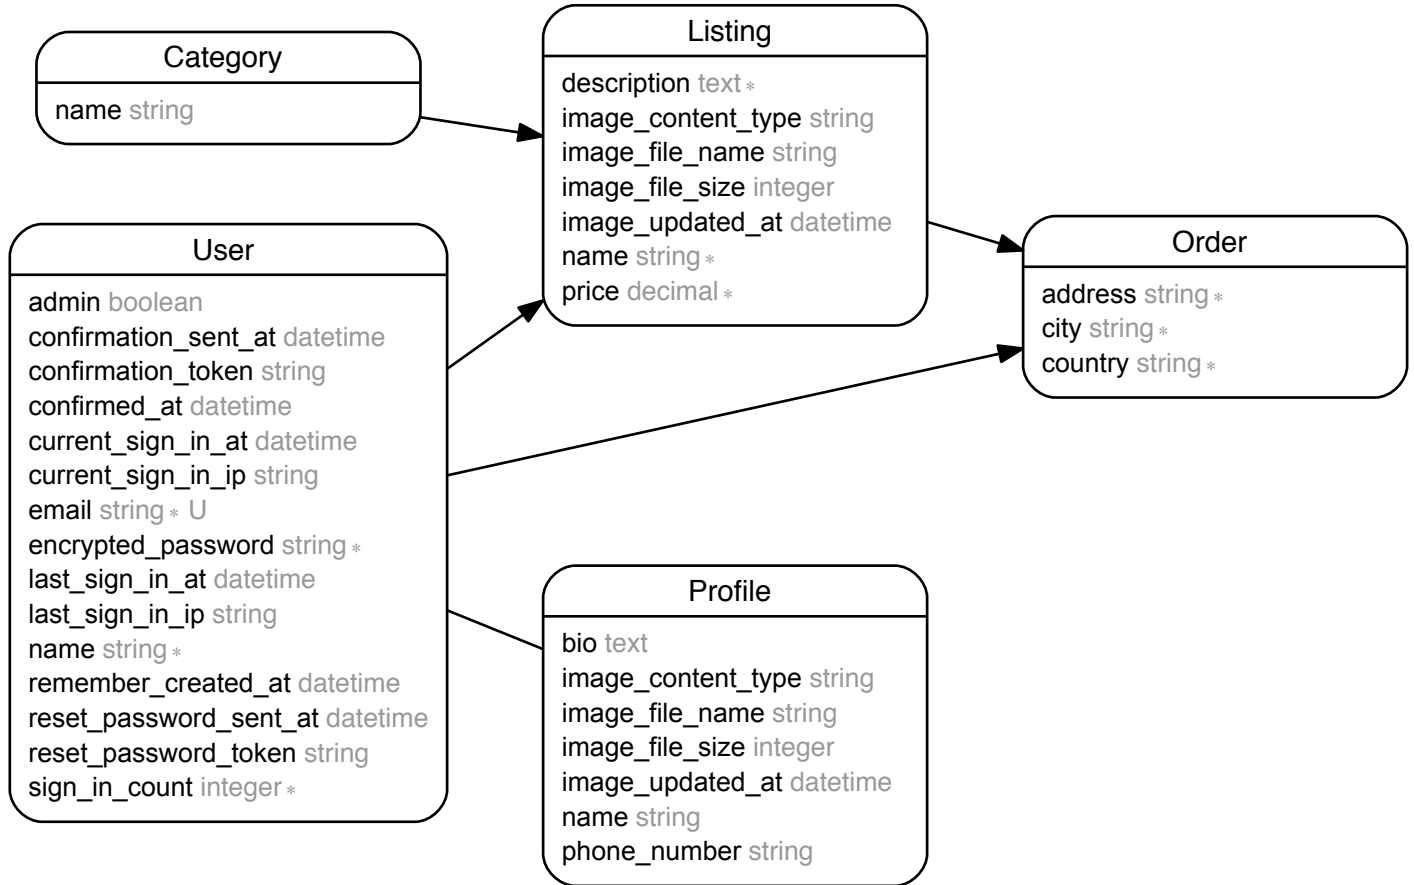 Category
name string
Listing
description text *
image_content_type string
image_file_name string
image_file_size integer
image_updated_at datetime
name string *
price decimal *
User
admin boolean
confirmation_sent_at datetime
confirmation_token string
confirmed_at datetime
current_sign_in_at datetime
current_sign_in_ip string
email string * U
encrypted_password string *
last_sign_in_at datetime
last_sign_in_ip string
name string *
remember_created_at datetime
reset_password_sent_at datetime
reset_password_token string
sign_in_count integer *
Order
address string *
city string *
country string *
Profile
bio text
image_content_type string
image_file_name string
image_file_size integer
image_updated_at datetime
name string
phone_number string